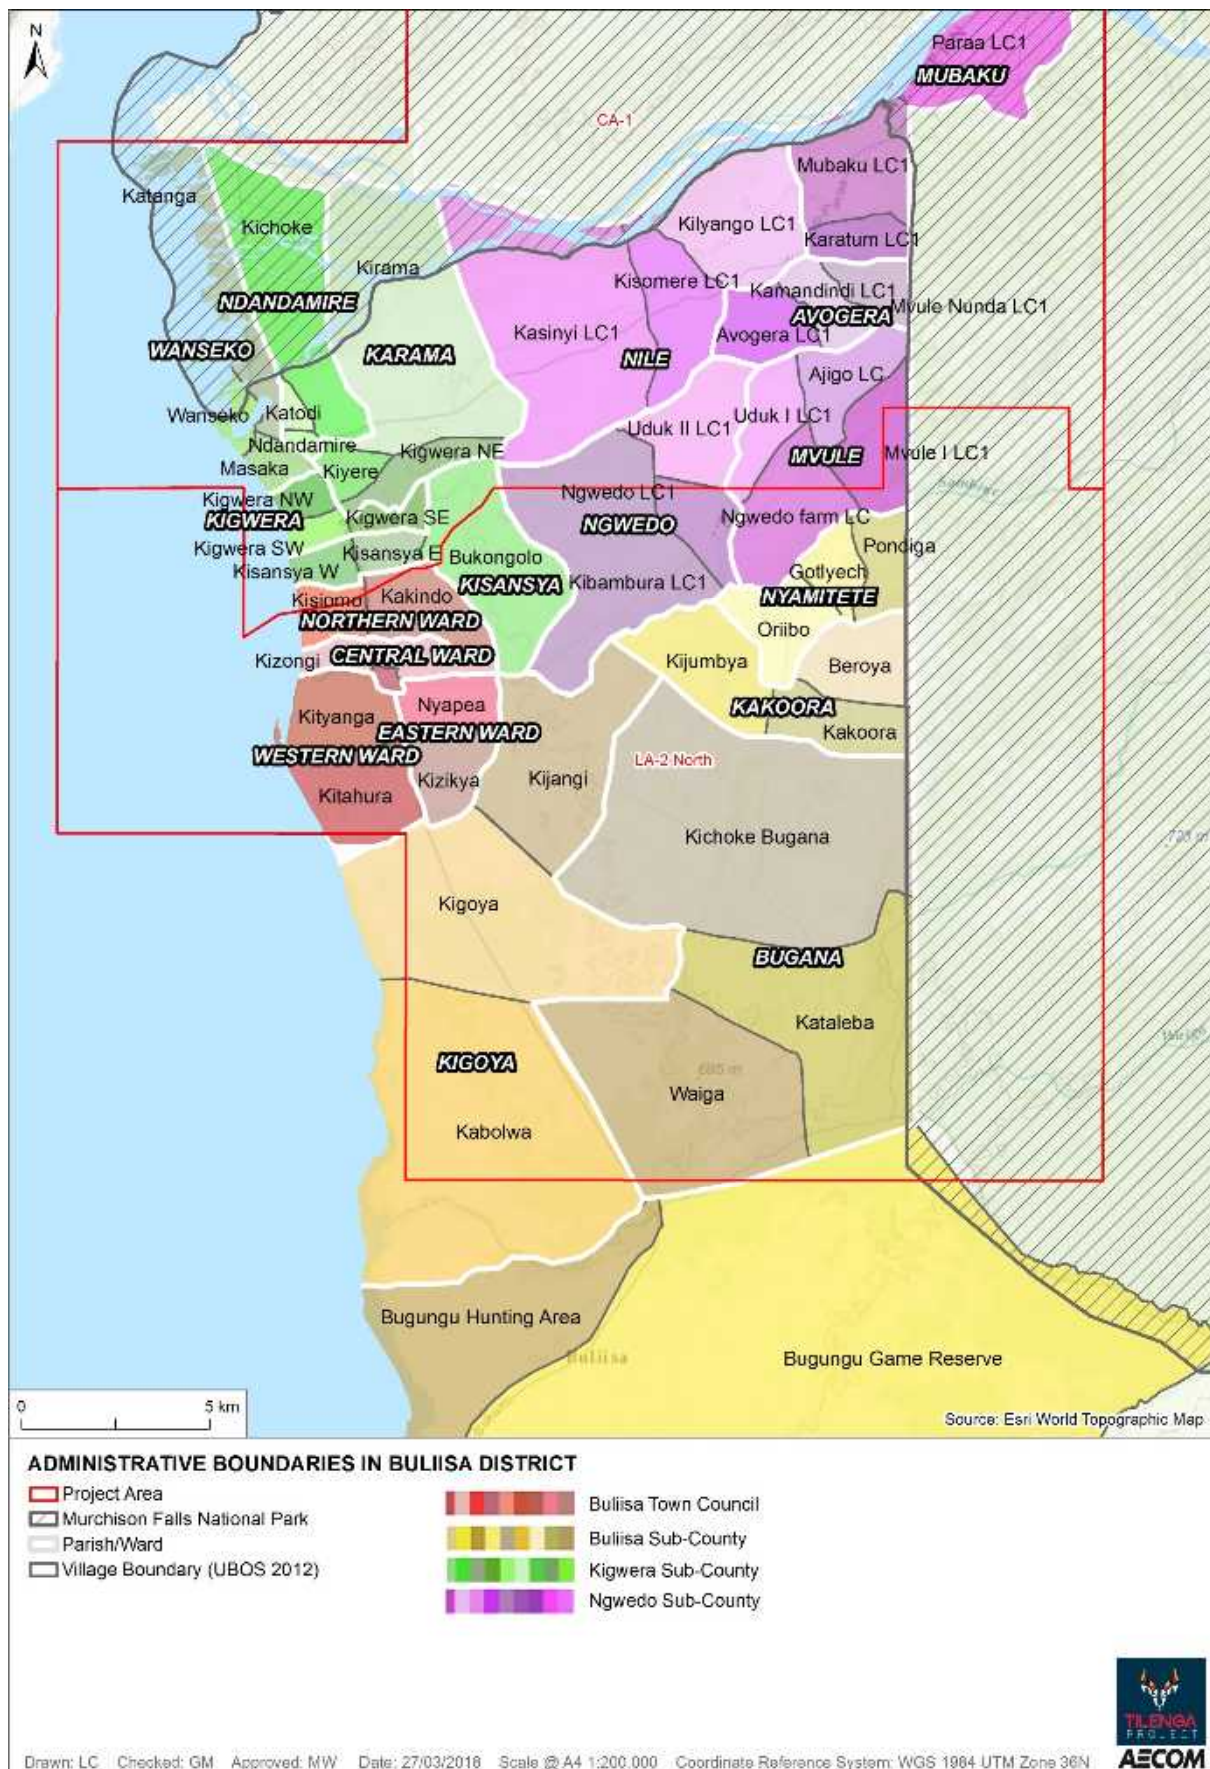 N
Paraa LC1
MUBAKU
CA-1
Mubaku LC1
Katanga
Kichoke
Kilyango LC1
Karatum LC1
Kirama
Kisomere LC1
Kamandindi LC1
NDANDAMIRE
Mvule Nunda LC1
AVOGERA
Kasinyi LC1
Avogera LC1
WANSEKO
KARAMA
NILE
Ajigo LC
Wanseko
Katodi
Uduk I LC1
Uduk II LC1
Ndandamire
Kigwera NE
MVULE
Mvule I LC1
Masaka
Kiyere
Kigwera NW
Ngwedo LC1
KIGWERA
Kigwera SE
NGWEDO
Ngwedo farm LC
Kigwera SW
Kisansya E
Bukongolo
Pondiga
Kisansya W
KISANSYA
Kibambura LC1
Gotlyech
Kisiomo
Kakindo
NYAMITETE
NORTHERN WARD
Oriibo
Kizongi
CENTRAL WARD
Kijumbya
Beroya
Nyapea
KAKOORA
Kityanga
EASTERN WARD
Kakoora
WESTERN WARD
LA-2 North
Kizikya
Kijangi
Kitahura
Kichoke Bugana
723 m
Kigoya
BUGANA
Kataleba
KIGOYA
685 m
Waiga
Kabolwa
Bugungu Hunting Area
Buliisa
Bugungu Game Reserve
0 5 km
Source: Esri World Topographic Map
ADMINISTRATIVE BOUNDARIES IN BULIISA DISTRICT
Project Area
Murchison Falls National Park
Parish/Ward
Village Boundary (UBOS 2012)
Buliisa Town Council
Buliisa Sub-County
Kigwera Sub-County
Ngwedo Sub-County
TILENGA
PROJECT
AECOM
Drawn: LC Checked: GM Approved: MW Date: 27/03/2018 Scale @ A4 1:200,000 Coordinate Reference System: WGS 1984 UTM Zone 36N